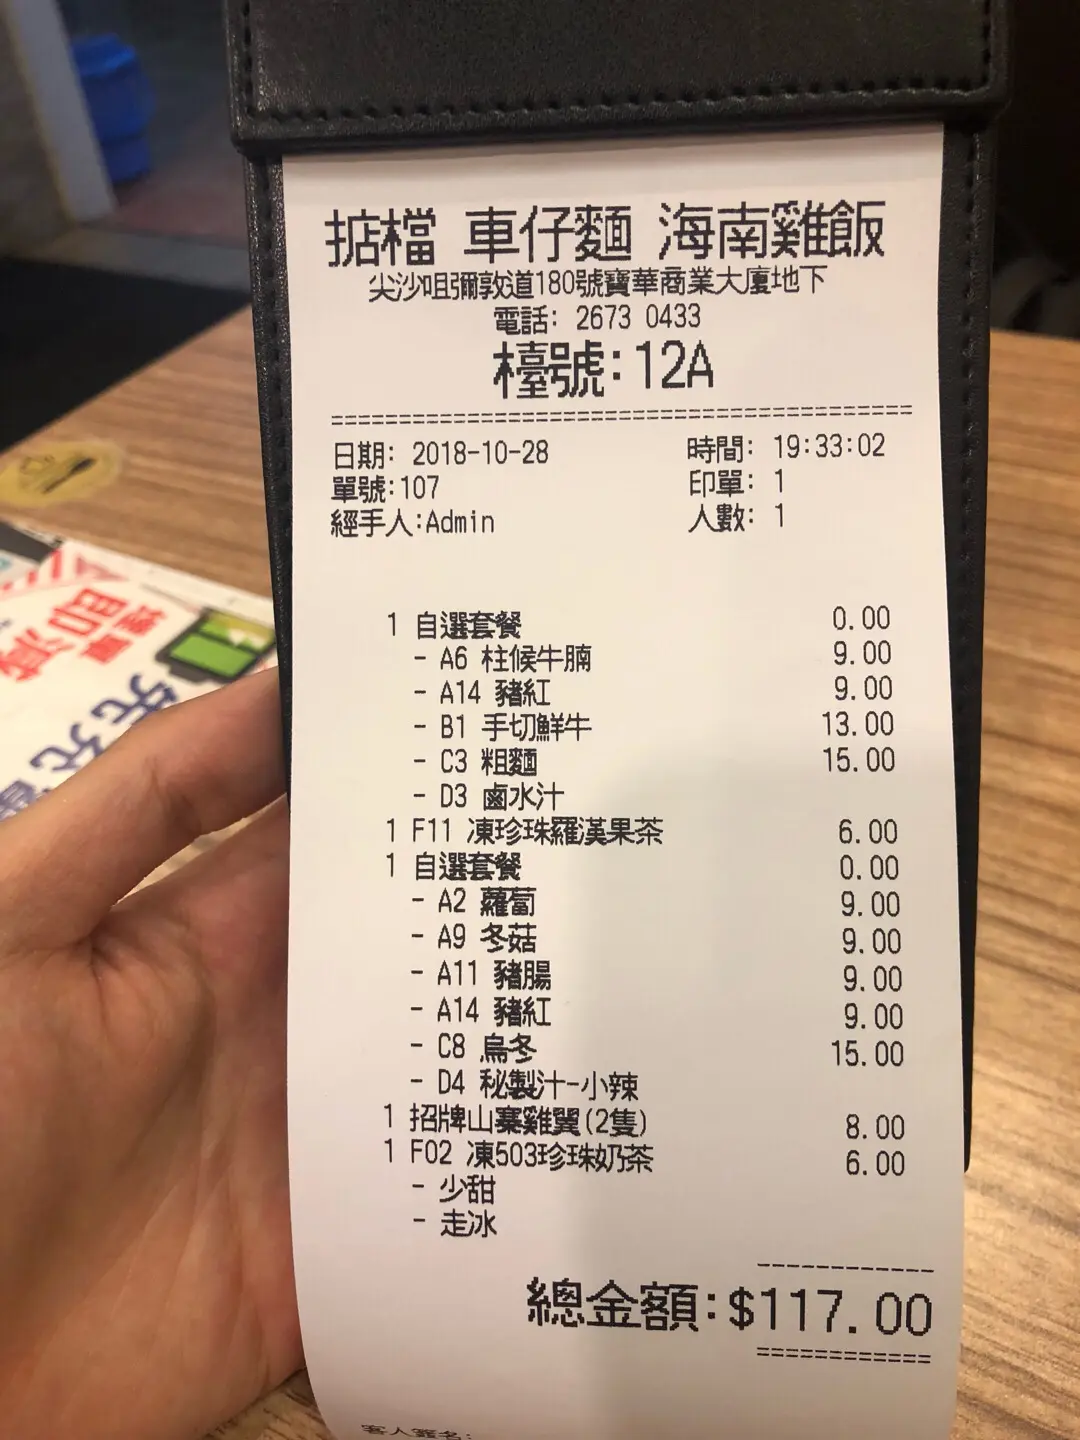 掂檔 車仔麵 海南雞飯
尖沙咀彌敦道180號寶華商業大廈地下
電話: 2673 0433
檯號:12A
日期: 2018-10-28 時間: 19:33:02
單號:107 印單: 1
經手人:Admin 人數: 1
1 自選套餐 0.00
- A6 柱候牛腩 9.00
- A14 豬紅 9.00
- B1 手切鮮牛 13.00
- C3 粗麵 15.00
- D3 鹵水汁
1 F11 凍珍珠羅漢果茶 6.00
1 自選套餐 0.00
- A2 蘿蔔 9.00
- A9 冬菇 9.00
- A11 豬腸 9.00
- A14 豬紅 9.00
- C8 烏冬 15.00
- D4 秘製汁-小辣
1 招牌山寨雞翼(2隻) 8.00
1 F02 凍503珍珠奶茶 6.00
- 少甜
- 走冰
總金額:$117.00
客人簽名: